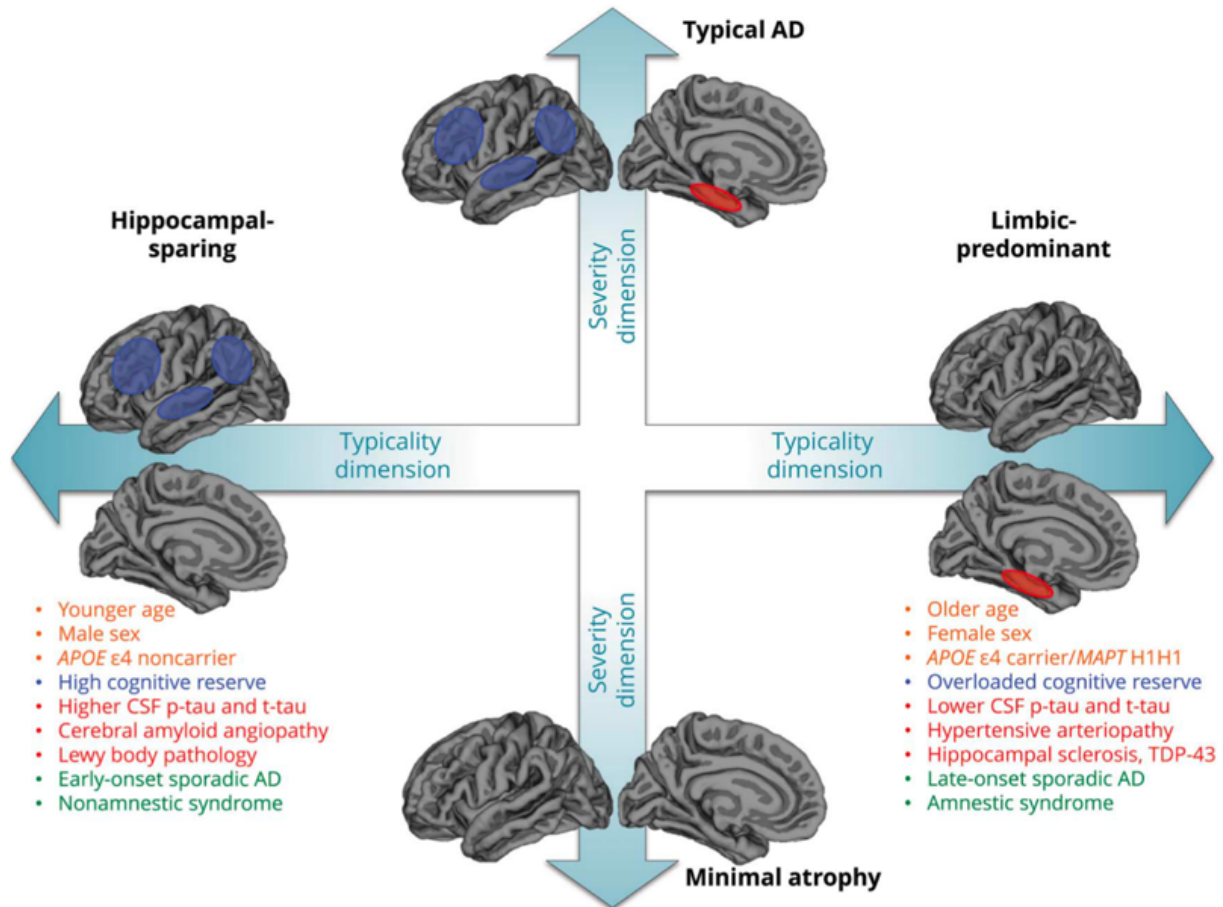 Typical AD
Hippocampal-
sparing
Limbic-
predominant
Severity
dimension
Typicality
dimension
Typicality
dimension
Severity
dimension
• Younger age
• Male sex
• APOE ε4 noncarrier
• High cognitive reserve
• Higher CSF p-tau and t-tau
• Cerebral amyloid angiopathy
• Lewy body pathology
• Early-onset sporadic AD
• Nonamnestic syndrome
• Older age
• Female sex
• APOE ε4 carrier/MAPT H1H1
• Overloaded cognitive reserve
• Lower CSF p-tau and t-tau
• Hypertensive arteriopathy
• Hippocampal sclerosis, TDP-43
• Late-onset sporadic AD
• Amnestic syndrome
Minimal atrophy